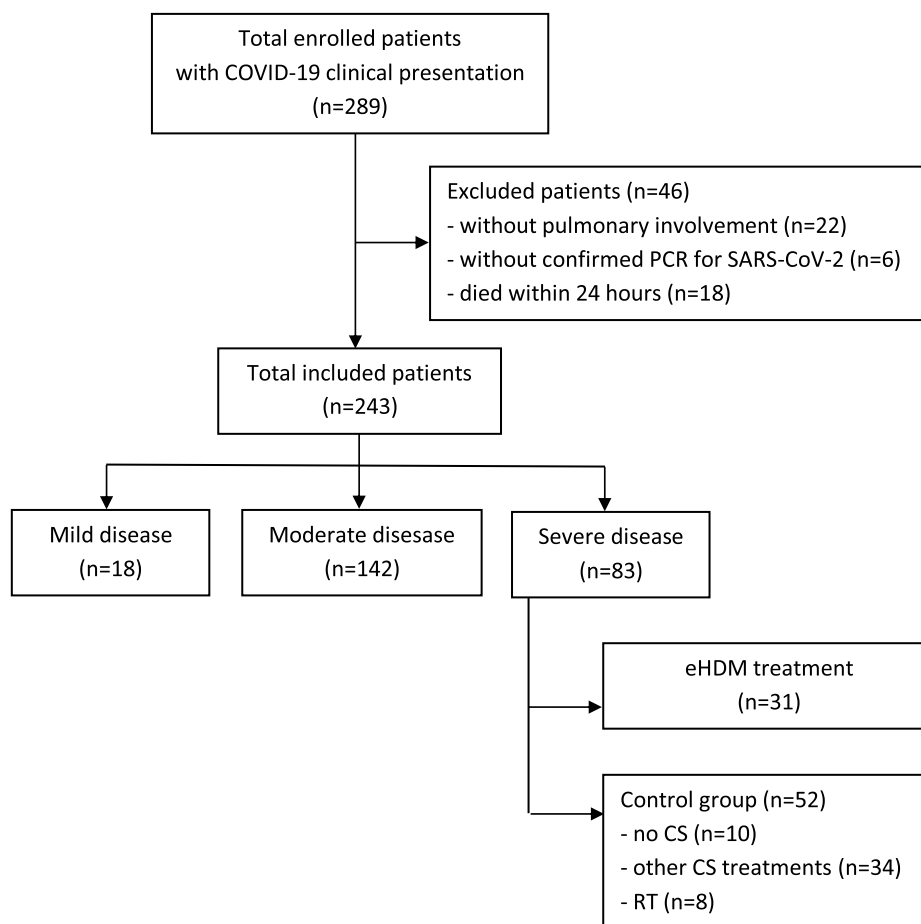 Total enrolled patients
with COVID-19 clinical presentation
(n=289)
Excluded patients (n=46)
- without pulmonary involvement (n=22)
- without confirmed PCR for SARS-CoV-2 (n=6)
- died within 24 hours (n=18)
Total included patients
(n=243)
Mild disease
(n=18)
Moderate disesase
(n=142)
Severe disease
(n=83)
eHDM treatment
(n=31)
Control group (n=52)
- no CS (n=10)
- other CS treatments (n=34)
- RT (n=8)